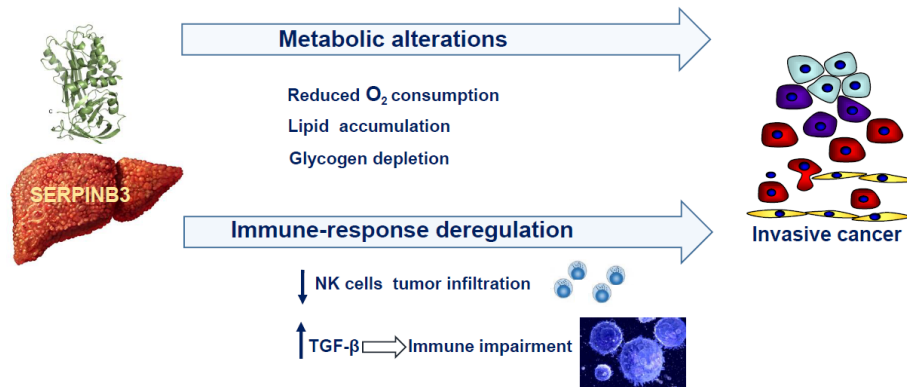 Metabolic alterations
Reduced O₂ consumption
Lipid accumulation
Glycogen depletion
SERPINB3
Immune-response deregulation
Invasive cancer
NK cells tumor infiltration
TGF-β Immune impairment